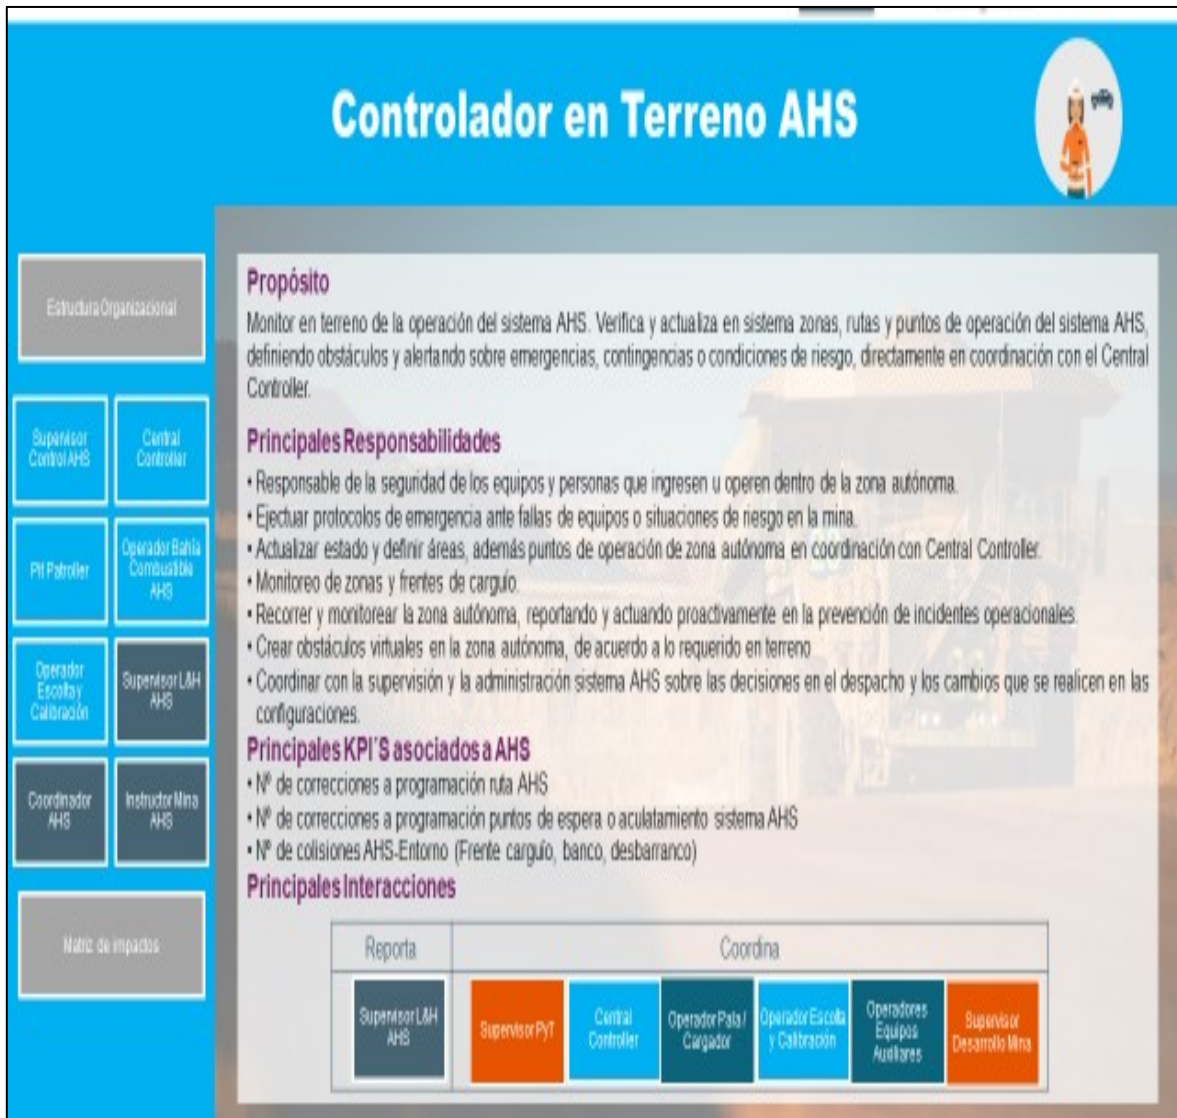 Controlador en Terreno AHS
Estructura Organizacional
Supervisor
Control AHS
Central
Controller
Pit Patroller
Operador Bahía
Combustible
AHS
Operador
Escolta y
Calibración
Supervisor L&H
AHS
Coordinador
AHS
Instructor Mina
AHS
Matriz de impactos
Propósito
Monitor en terreno de la operación del sistema AHS. Verifica y actualiza en sistema zonas, rutas y puntos de operación del sistema AHS,
definiendo obstáculos y alertando sobre emergencias, contingencias o condiciones de riesgo, directamente en coordinación con el Central
Controller.
Principales Responsabilidades
• Responsable de la seguridad de los equipos y personas que ingresen u operen dentro de la zona autónoma.
• Ejectuar protocolos de emergencia ante fallas de equipos o situaciones de riesgo en la mina.
• Actualizar estado y definir áreas, además puntos de operación de zona autónoma en coordinación con Central Controller.
• Monitoreo de zonas y frentes de carguío.
• Recorrer y monitorear la zona autónoma, reportando y actuando proactivamente en la prevención de incidentes operacionales.
• Crear obstáculos virtuales en la zona autónoma, de acuerdo a lo requerido en terreno
• Coordinar con la supervisión y la administración sistema AHS sobre las decisiones en el despacho y los cambios que se realicen en las
configuraciones.
Principales KPI´S asociados a AHS
• Nº de correcciones a programación ruta AHS
• Nº de correcciones a programación puntos de espera o aculatamiento sistema AHS
• Nº de colisiones AHS-Entorno (Frente carguío, banco, desbarranco)
Principales Interacciones
Reporta
Coordina
Supervisor L&H
AHS
Supervisor PyT
Central
Controller
Operador Pala /
Cargador
Operador Escolta
y Calibración
Operadores
Equipos
Auxiliares
Supervisor
Desarrollo Mina